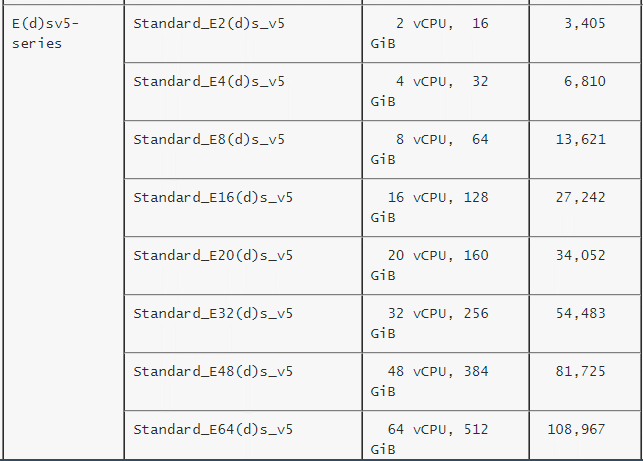 E(d)sv5- Standard_E2(d)s_v5 2 vCPU, 16 3,405
series GiB
Standard_E4(d)s_v5 4 vCPU, 32 6,810
GiB
Standard_E8(d)s_v5 8 vCPU, 64 13,621
GiB
Standard_E16(d)s_v5 16 vCPU, 128 27,242
GiB
Standard_E20(d)s_v5 20 vCPU, 160 34,052
GiB
Standard_E32(d)s_v5 32 vCPU, 256 54,483
GiB
Standard_E48(d)s_v5 48 vCPU, 384 81,725
GiB
Standard_E64(d)s_v5 64 vCPU, 512 108,967
GiB